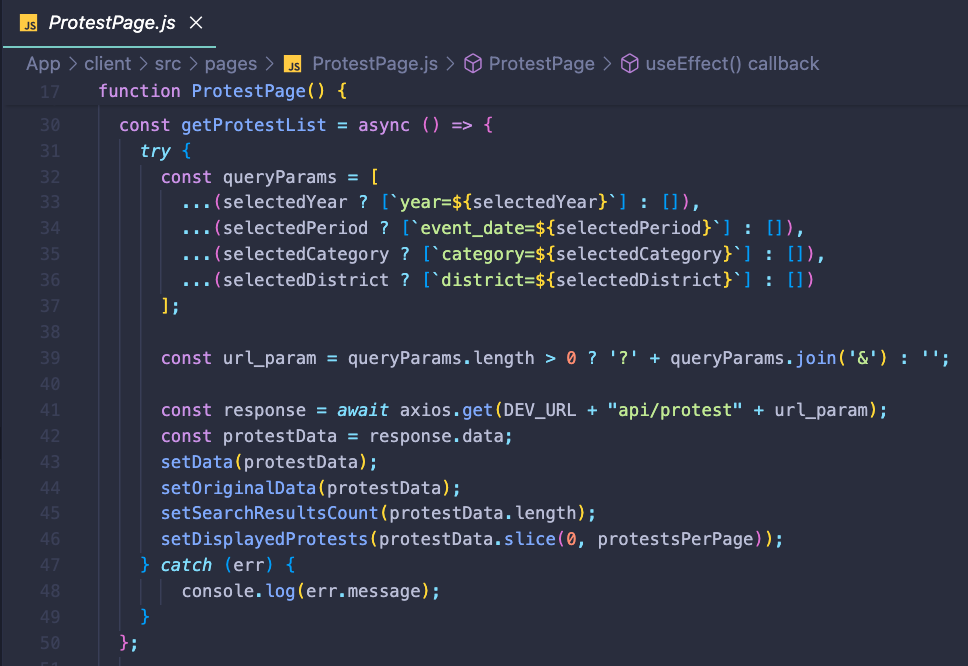 JS ProtestPage.js ×
App > client > src > pages > JS ProtestPage.js > ProtestPage > useEffect() callback
17 function ProtestPage() {
30 const getProtestList = async () => {
31 try {
32 const queryParams = [
33 ...(selectedYear ? [`year=${selectedYear}`] : []),
34 ...(selectedPeriod ? [`event_date=${selectedPeriod}`] : []),
35 ...(selectedCategory ? [`category=${selectedCategory}`] : []),
36 ...(selectedDistrict ? [`district=${selectedDistrict}`] : [])
37 ];
38
39 const url_param = queryParams.length > 0 ? '?' + queryParams.join('&') : '';
40
41 const response = await axios.get(DEV_URL + "api/protest" + url_param);
42 const protestData = response.data;
43 setData(protestData);
44 setOriginalData(protestData);
45 setSearchResultsCount(protestData.length);
46 setDisplayedProtests(protestData.slice(0, protestsPerPage));
47 } catch (err) {
48 console.log(err.message);
49 }
50 };